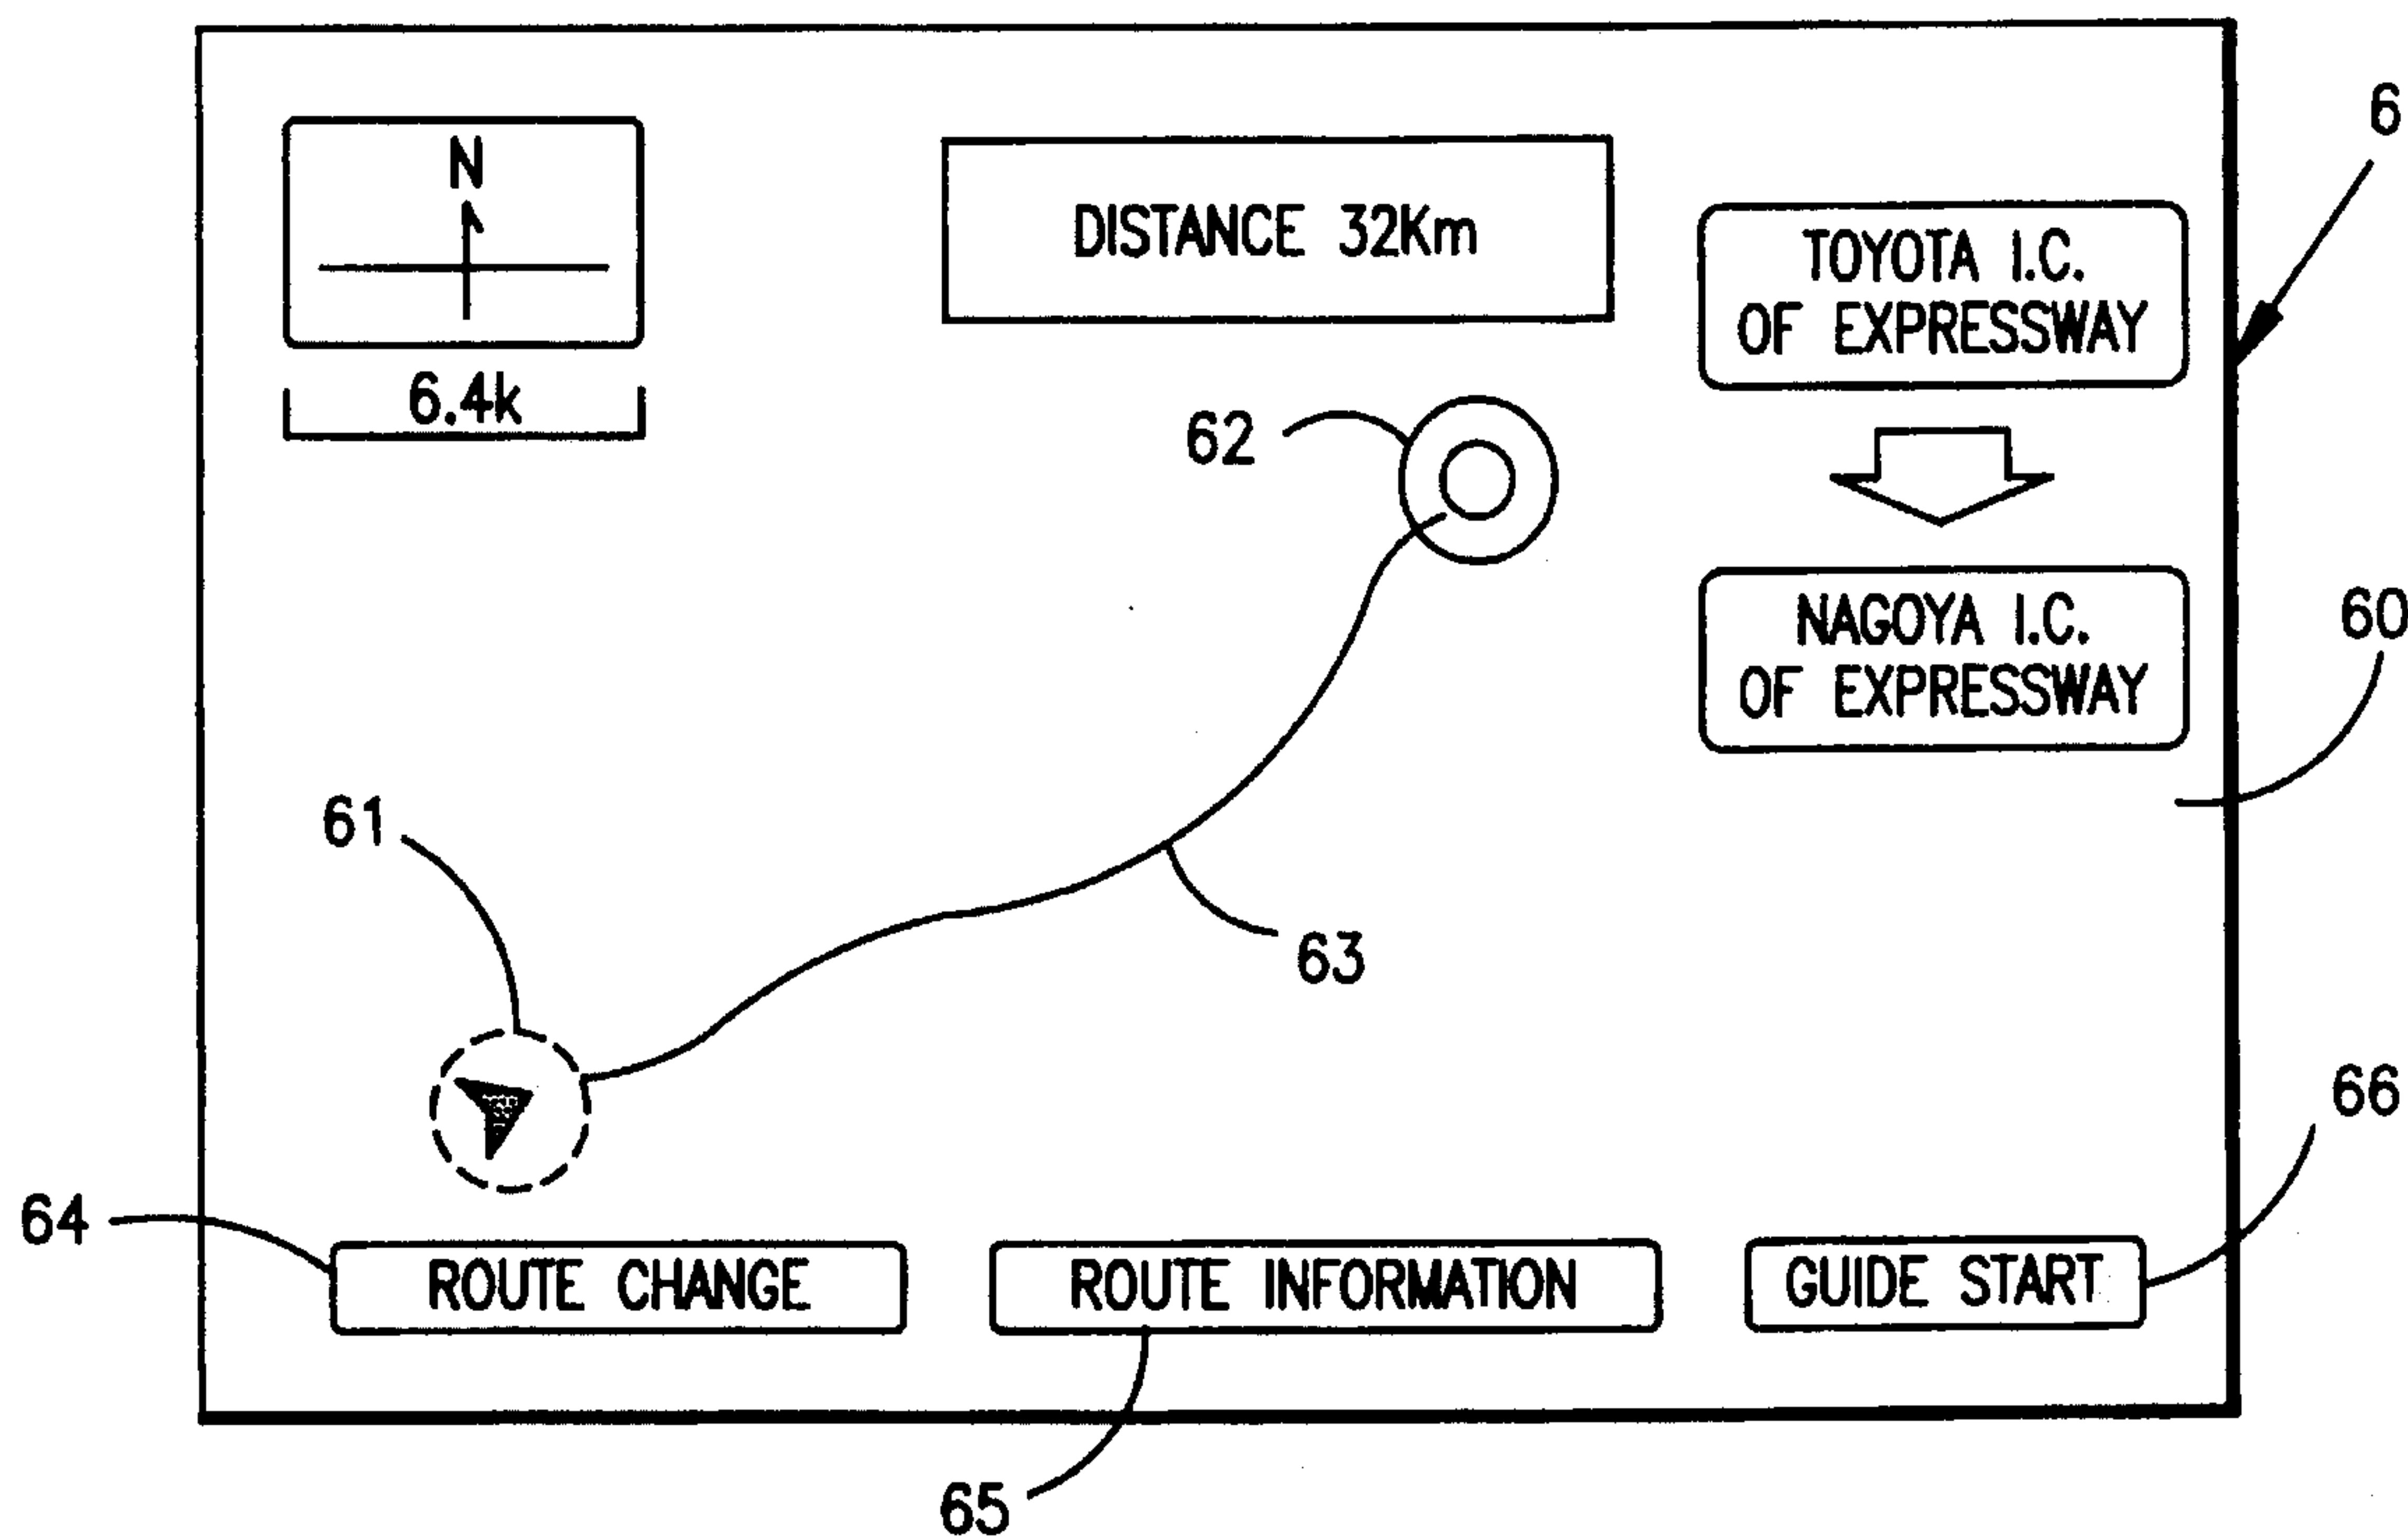 6
N
DISTANCE 32Km
TOYOTA I.C.
OF EXPRESSWAY
6.4k
62
NAGOYA I.C.
OF EXPRESSWAY
60
61
63
66
64
ROUTE CHANGE
ROUTE INFORMATION
GUIDE START
65